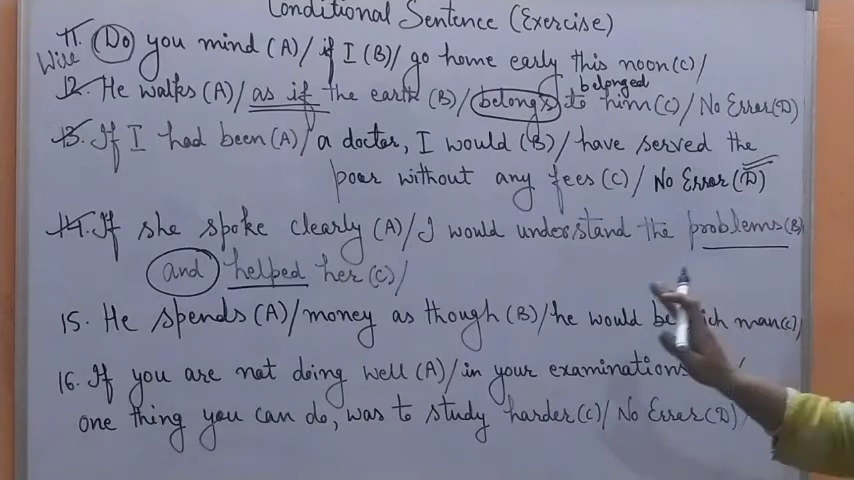 Conditional Sentence (Exercise)
11. Do you mind (A)/ if I (B)/ go home early this noon (C)/
belonged
12. He walks (A)/ as if the earth (B)/ belongs to him (C)/ No Error (D)
13. If I had been (A)/ a doctor, I would (B)/ have served the
poor without any fees (C)/ No Error (D)
14. If she spoke clearly (A)/ I would understand the problems (B)
and helped her (C)/
15. He spends (A)/ money as though (B)/ he would be rich man (C)/
16. If you are not doing well (A)/ in your examinations /
one thing you can do, was to study harder (C)/ No Error (D)/